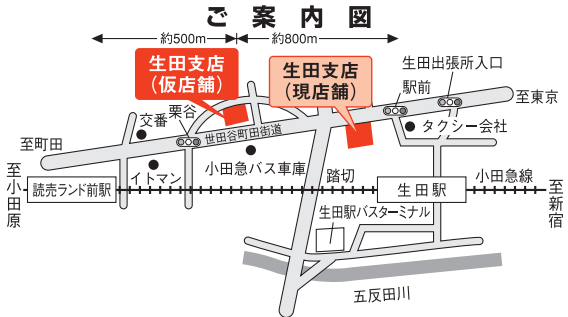 ご案内図
約500m
約800m
生田支店
(仮店舗)
生田支店
(現店舗)
生田出張所入口
駅前
至東京
栗谷
交番
世田谷町田街道
タクシー会社
至町田
イトマン
小田急バス車庫
踏切
小田急線
至小田原
読売ランド前駅
生田駅
至新宿
生田駅バスターミナル
五反田川